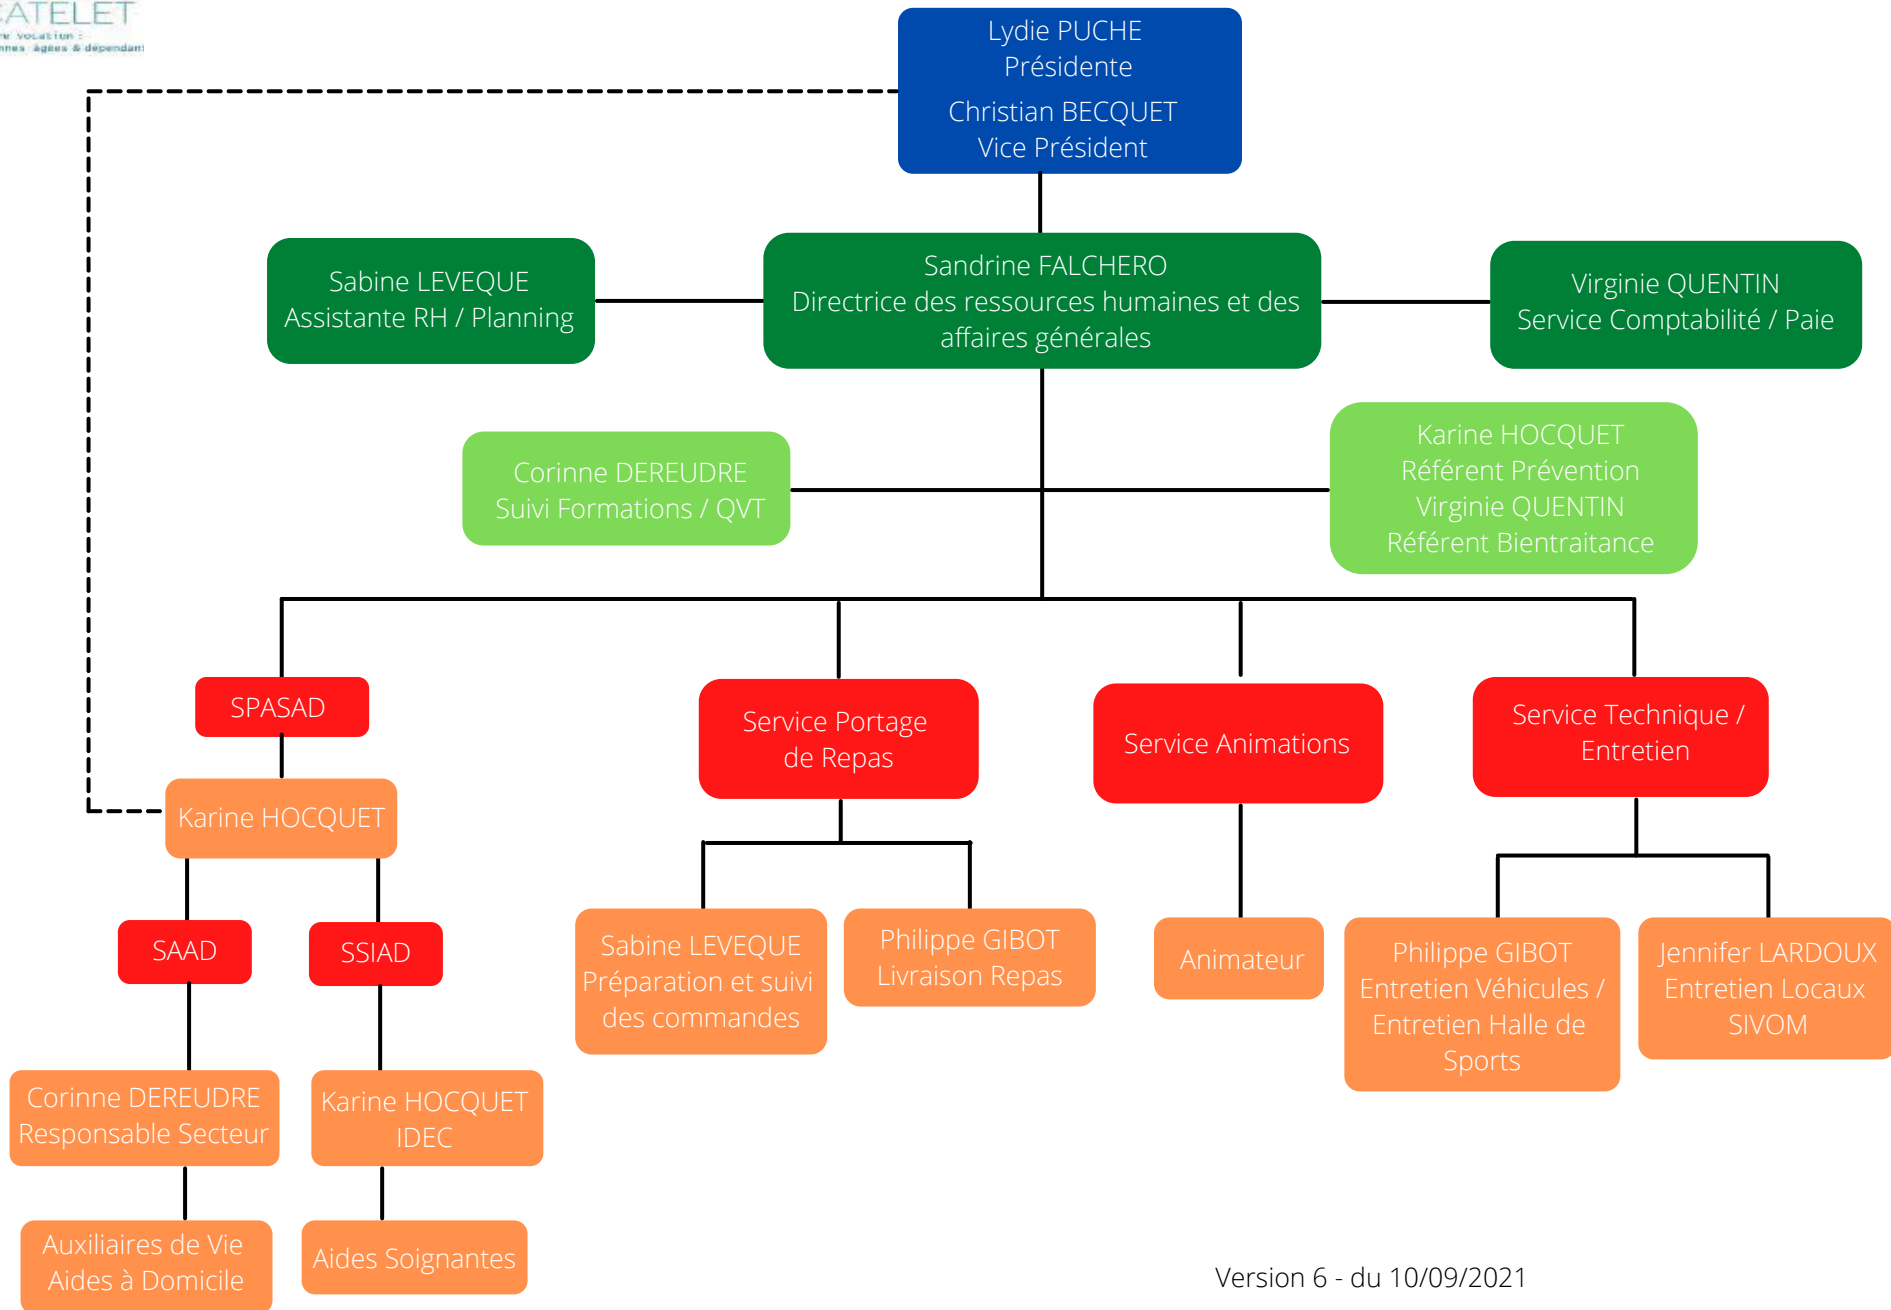 CATELET
Lydie PUCHE
Présidente
Christian BECQUET
Vice Président
Sabine LEVEQUE
Assistante RH / Planning
Sandrine FALCHERO
Directrice des ressources humaines et des
affaires générales
Virginie QUENTIN
Service Comptabilité / Paie
Corinne DEREUDRE
Suivi Formations / QVT
Karine HOCQUET
Référent Prévention
Virginie QUENTIN
Référent Bientraitance
SPASAD
Service Portage
de Repas
Service Animations
Service Technique /
Entretien
Karine HOCQUET
SAAD
SSIAD
Sabine LEVEQUE
Préparation et suivi
des commandes
Philippe GIBOT
Livraison Repas
Animateur
Philippe GIBOT
Entretien Véhicules /
Entretien Halle de
Sports
Jennifer LARDOUX
Entretien Locaux
SIVOM
Corinne DEREUDRE
Responsable Secteur
Karine HOCQUET
IDEC
Auxiliaires de Vie
Aides à Domicile
Aides Soignantes
Version 6 - du 10/09/2021